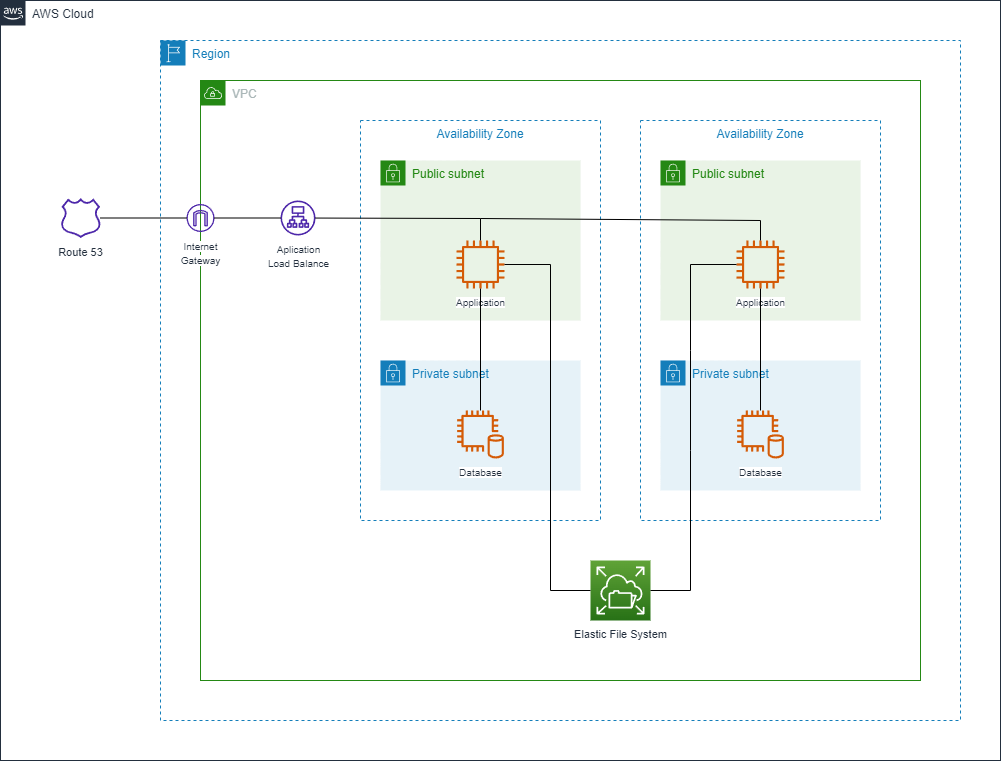 aws
AWS Cloud
Region
VPC
Availability Zone
Availability Zone
Public subnet
Public subnet
Route 53
Internet
Gateway
Aplication
Load Balance
Application
Application
Private subnet
Private subnet
Database
Database
Elastic File System